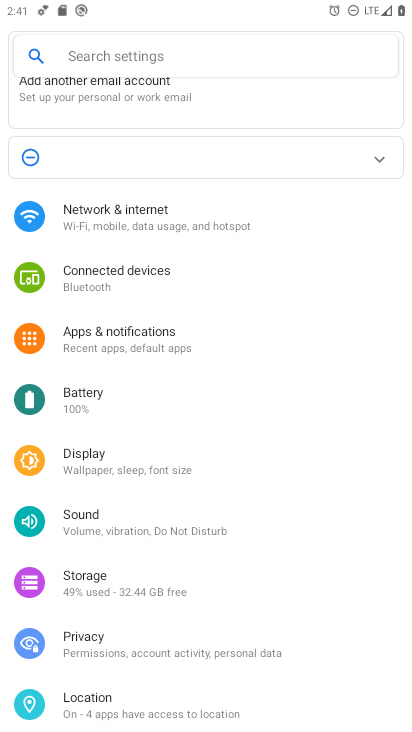 2:41
LTE
Search settings
Add another email account
Set up your personal or work email
Network & internet
Wi-Fi, mobile, data usage, and hotspot
Connected devices
Bluetooth
Apps & notifications
Recent apps, default apps
Battery
100%
Display
Wallpaper, sleep, font size
Sound
Volume, vibration, Do Not Disturb
Storage
49% used - 32.44 GB free
Privacy
Permissions, account activity, personal data
Location
On - 4 apps have access to location